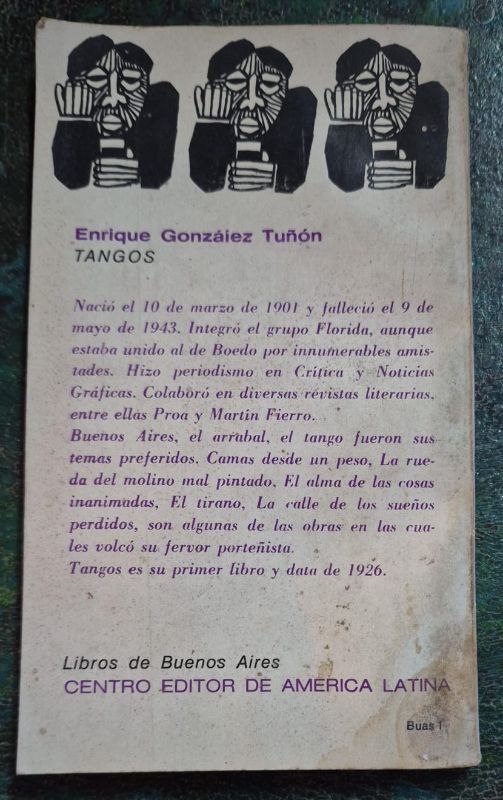 Enrique González Tuñón
TANGOS
Nació el 10 de marzo de 1901 y falleció el 9 de
mayo de 1943. Integró el grupo Florida, aunque
estaba unido al de Boedo por innumerables amis-
tades. Hizo periodismo en Crítica y Noticias
Gráficas. Colaboró en diversas revistas literarias,
entre ellas Proa y Martín Fierro.
Buenos Aires, el arrabal, el tango fueron sus
temas preferidos. Camas desde un peso, La rue-
da del molino mal pintado, El alma de las cosas
inanimadas, El tirano, La calle de los sueños
perdidos, son algunas de las obras en las cua-
les volcó su fervor porteñista.
Tangos es su primer libro y data de 1926.
Libros de Buenos Aires
CENTRO EDITOR DE AMERICA LATINA
Buas 1